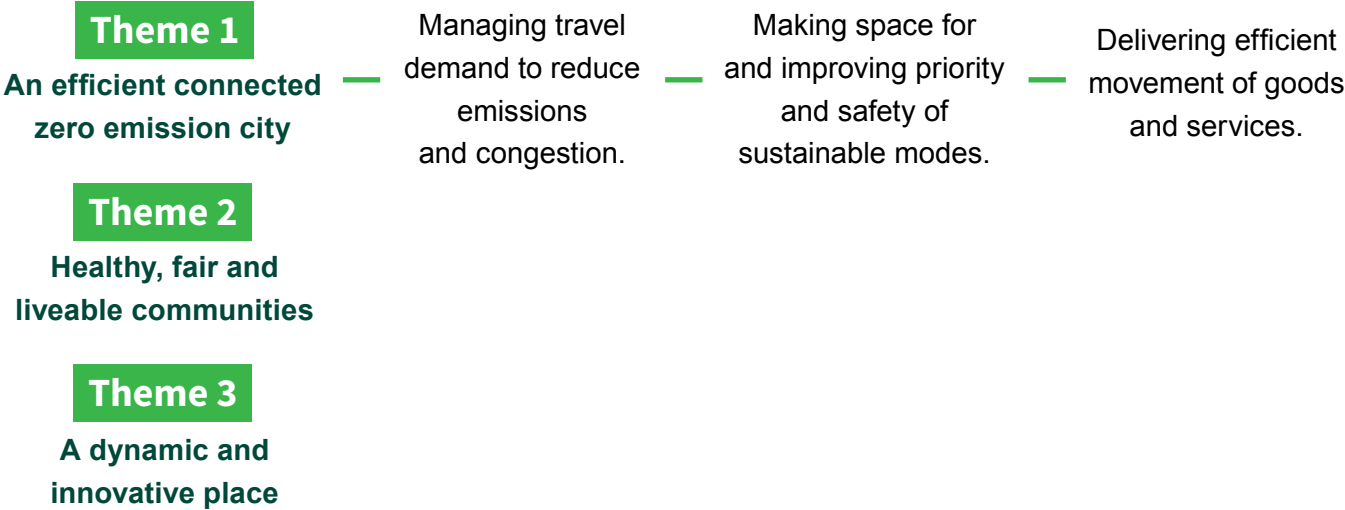 Theme 1
An efficient connected
zero emission city
Managing travel
demand to reduce
emissions
and congestion.
Making space for
and improving priority
and safety of
sustainable modes.
Delivering efficient
movement of goods
and services.
Theme 2
Healthy, fair and
liveable communities
Theme 3
A dynamic and
innovative place